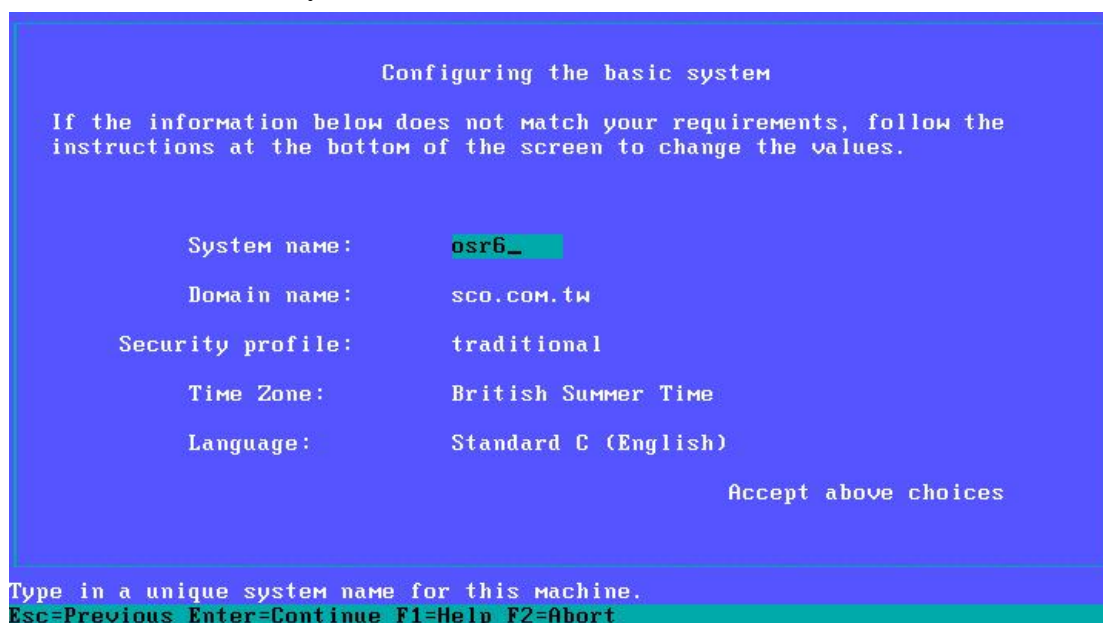 Configuring the basic system
If the information below does not match your requirements, follow the
instructions at the bottom of the screen to change the values.
System name: osr6_
Domain name: sco.com.tw
Security profile: traditional
Time Zone: British Summer Time
Language: Standard C (English)
Accept above choices
Type in a unique system name for this machine.
Esc=Previous Enter=Continue F1=Help F2=Abort